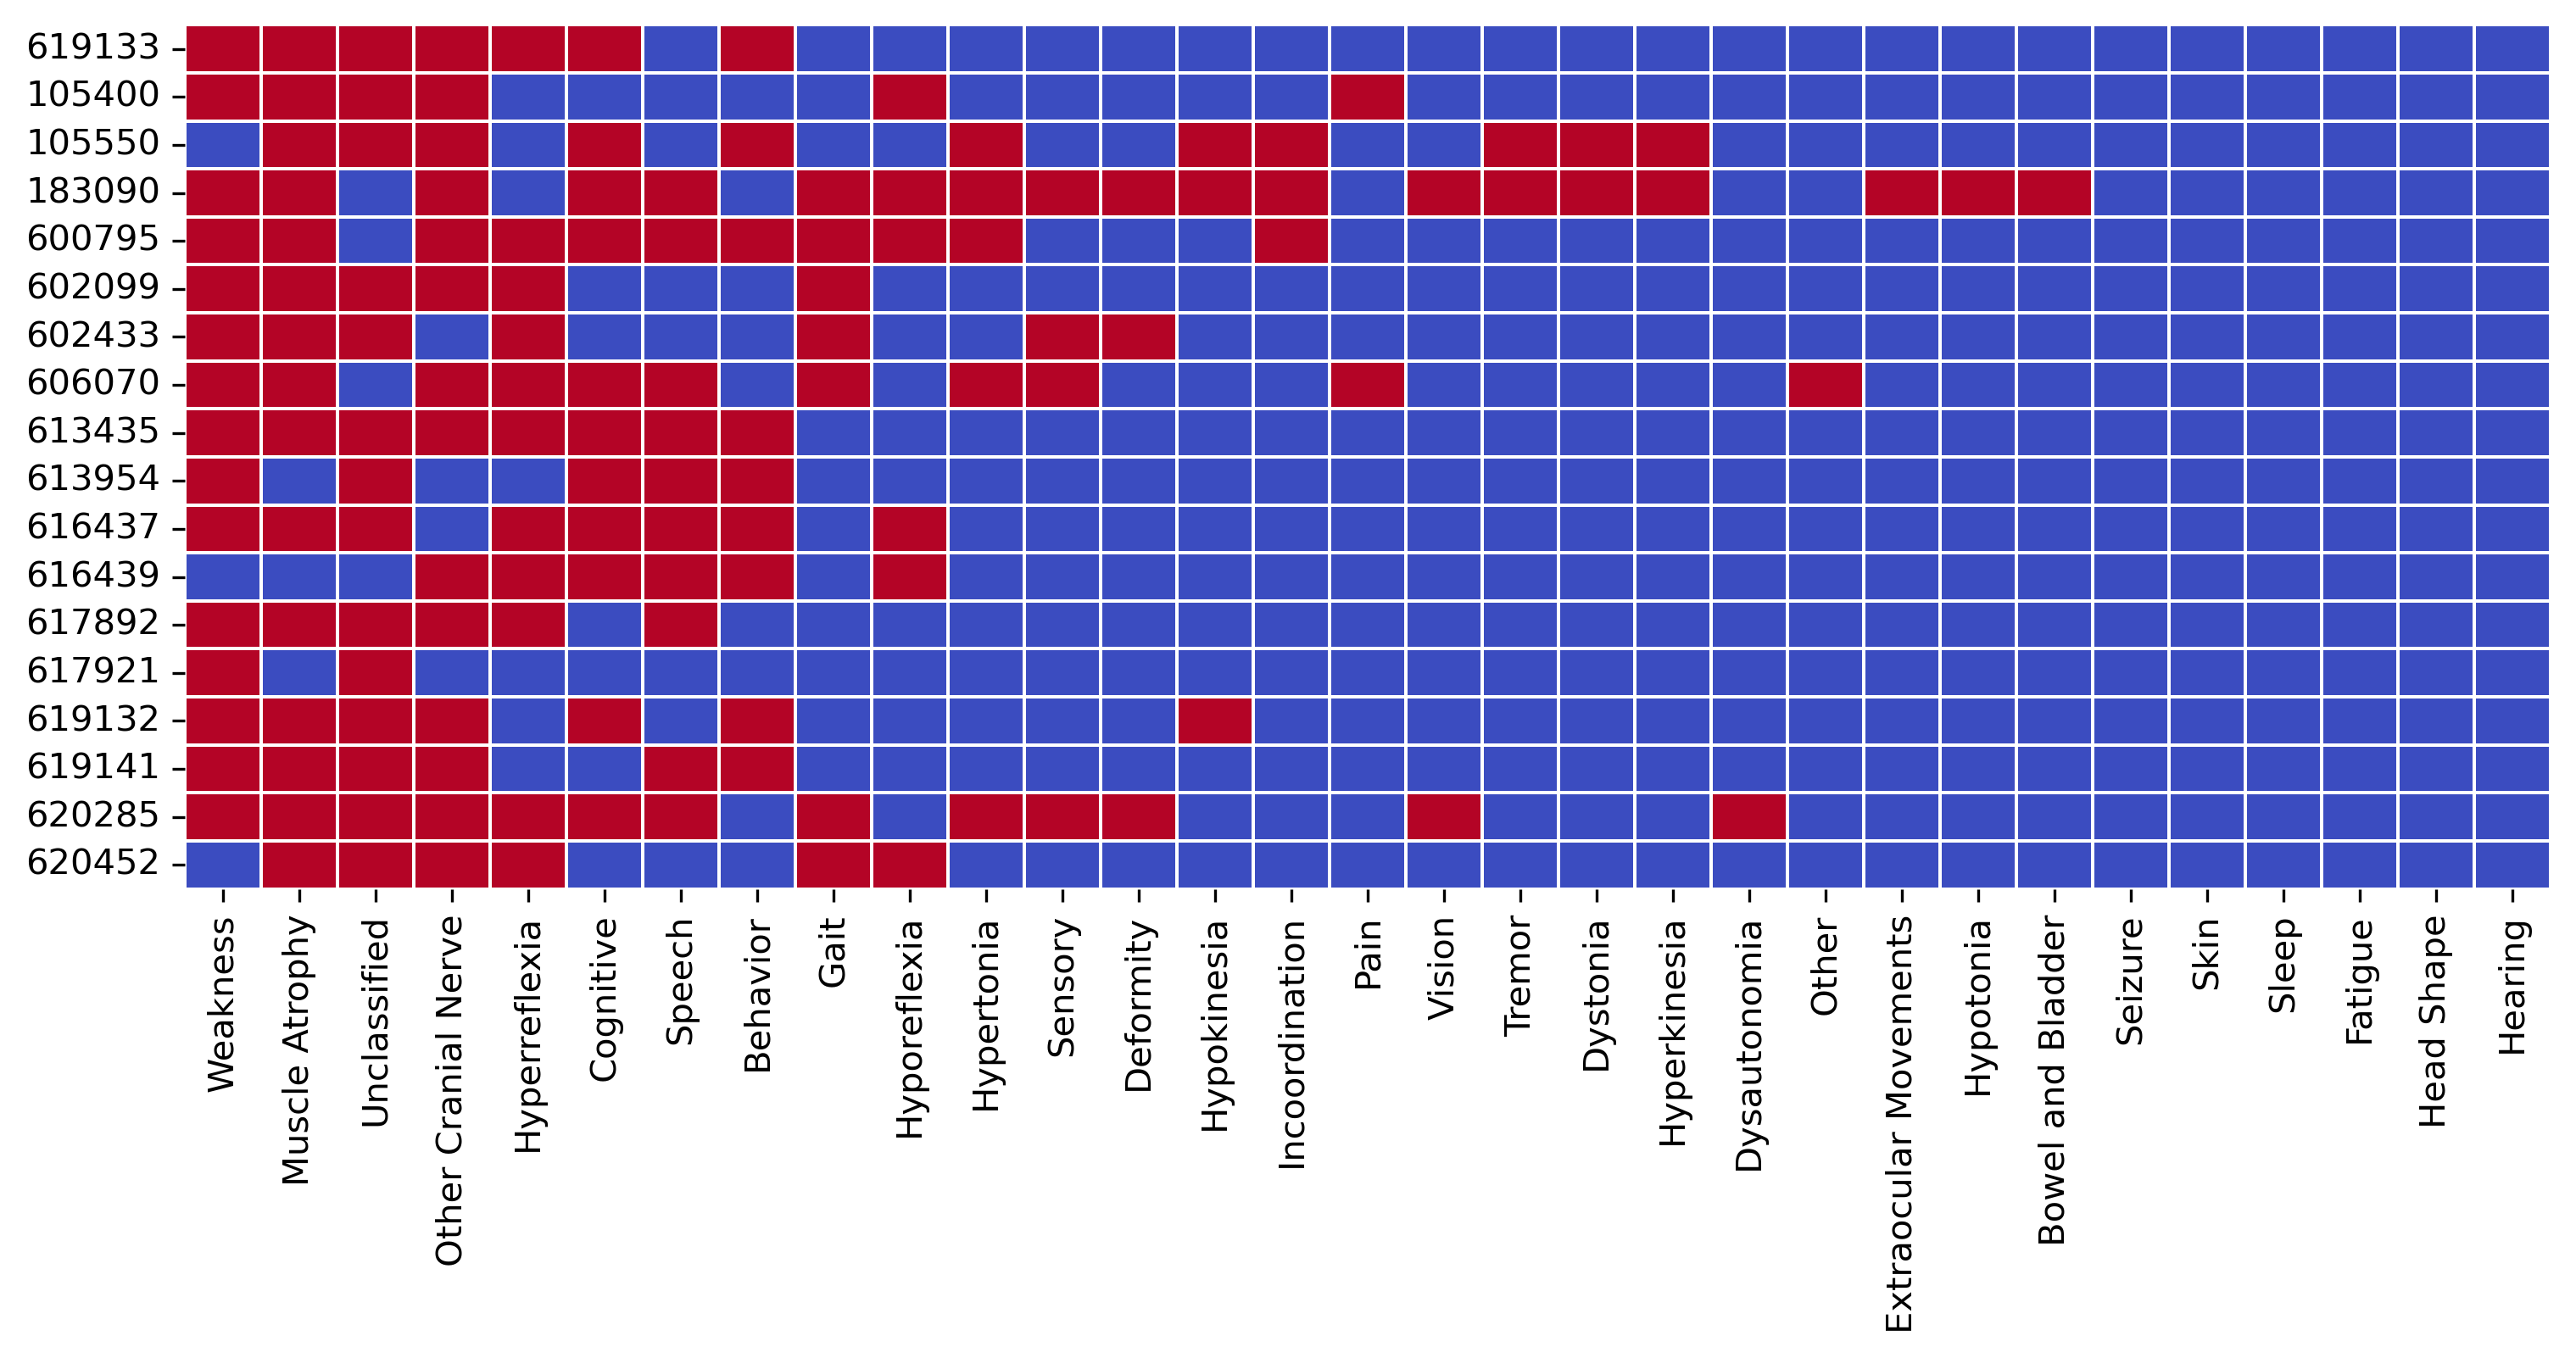 619133
105400
105550
183090
600795
602099
602433
606070
613435
613954
616437
616439
617892
617921
619132
619141
620285
620452
Weakness
Muscle Atrophy
Unclassified
Other Cranial Nerve
Hyperreflexia
Cognitive
Speech
Behavior
Gait
Hyporeflexia
Hypertonia
Sensory
Deformity
Hypokinesia
Incoordination
Pain
Vision
Tremor
Dystonia
Hyperkinesia
Dysautonomia
Other
Extraocular Movements
Hypotonia
Bowel and Bladder
Seizure
Skin
Sleep
Fatigue
Head Shape
Hearing